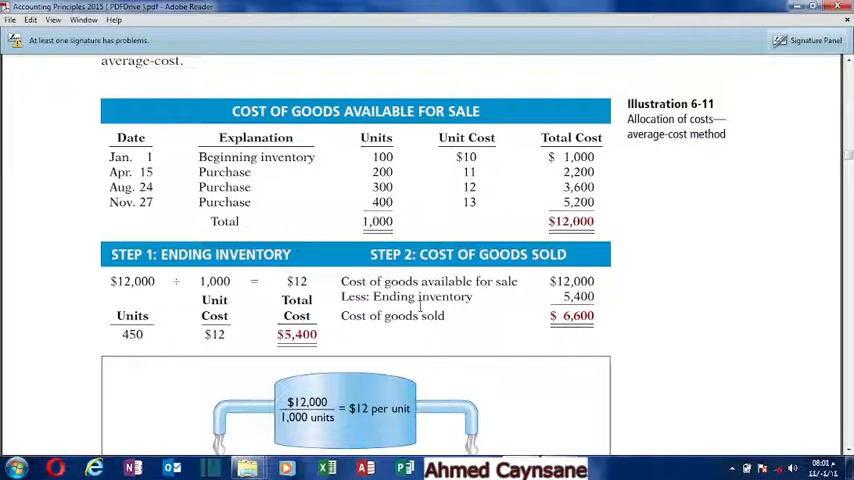 Accounting Principles 2015 ( PDFDrive ).pdf - Adobe Reader
File Edit View Window Help
At least one signature has problems.
Signature Panel
average-cost.
COST OF GOODS AVAILABLE FOR SALE
Illustration 6-11
Allocation of costs—
average-cost method
Date Explanation Units Unit Cost Total Cost
Jan. 1 Beginning inventory 100 $10 $ 1,000
Apr. 15 Purchase 200 11 2,200
Aug. 24 Purchase 300 12 3,600
Nov. 27 Purchase 400 13 5,200
Total 1,000 $12,000
STEP 1: ENDING INVENTORY STEP 2: COST OF GOODS SOLD
$12,000 ÷ 1,000 = $12 Cost of goods available for sale $12,000
Unit Total Less: Ending inventory 5,400
Units Cost Cost Cost of goods sold $ 6,600
450 $12 $5,400
$12,000
1,000 units
= $12 per unit
Ahmed Caynsane
08:01